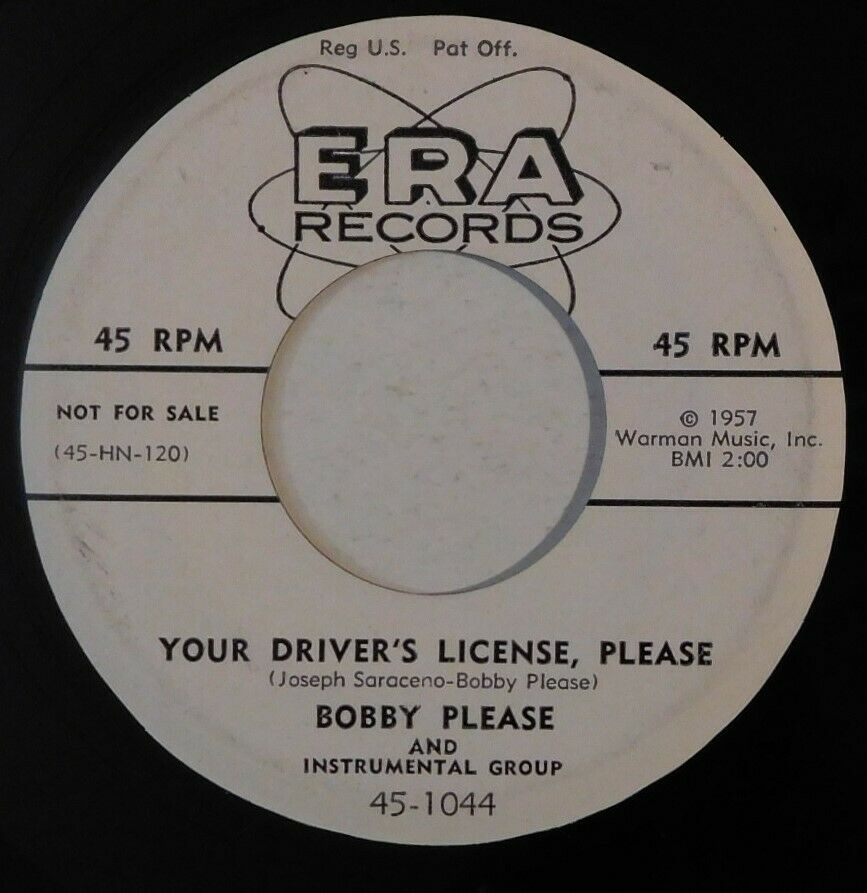 Reg U.S. Pat Off.
ERA
RECORDS
45 RPM
45 RPM
NOT FOR SALE
(45-HN-120)
© 1957
Warman Music, Inc.
BMI 2:00
YOUR DRIVER'S LICENSE, PLEASE
(Joseph Saraceno-Bobby Please)
BOBBY PLEASE
AND
INSTRUMENTAL GROUP
45-1044